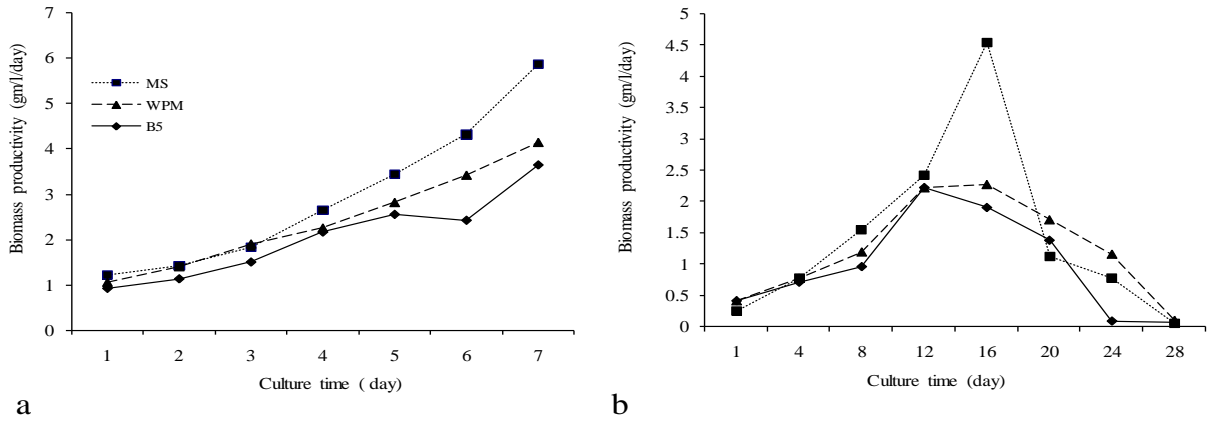 7
6
5
4
3
2
1
0
Biomass productivity (gm/l/day)
MS
WPM
B5
1 2 3 4 5 6 7
Culture time ( day)
a
5
4.5
4
3.5
3
2.5
2
1.5
1
0.5
0
Biomass productivity (gm/l/day)
1 4 8 12 16 20 24 28
Culture time (day)
b